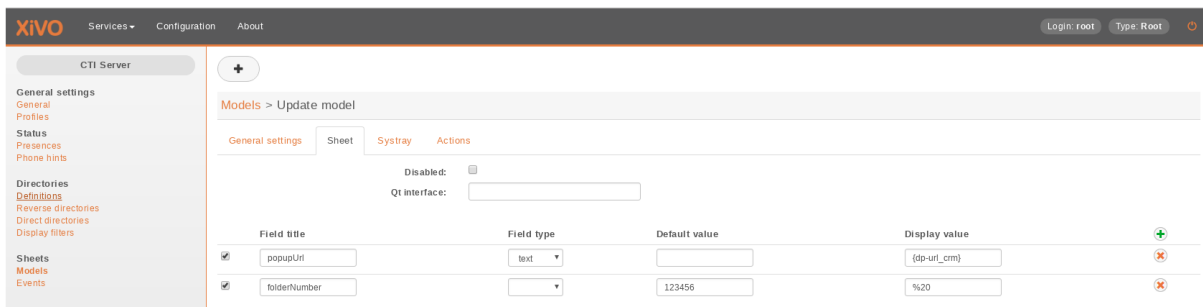 XiVO Services Configuration About Login: root Type: Root
CTI Server
General settings
General
Profiles
Status
Presences
Phone hints
Directories
Definitions
Reverse directories
Direct directories
Display filters
Sheets
Models
Events
Models > Update model
General settings Sheet Systray Actions
Disabled:
Qt interface:
Field title Field type Default value Display value
popupUrl text {dp-url_crm}
folderNumber 123456 %20